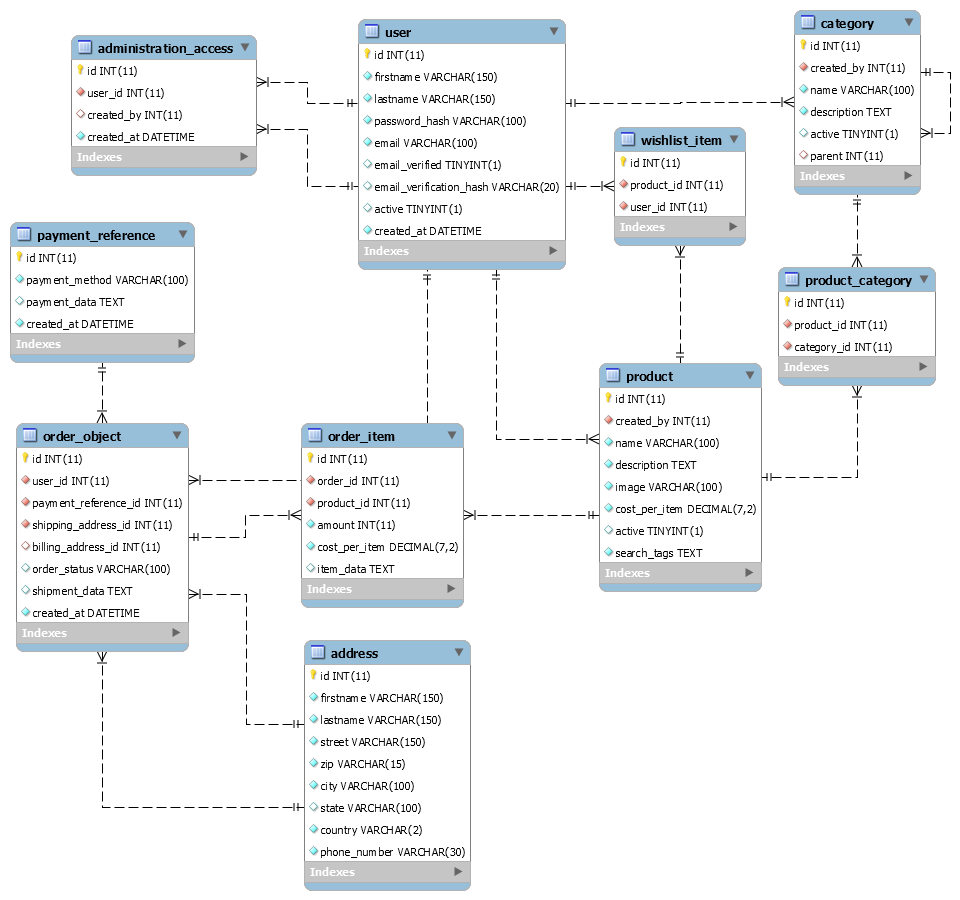 administration_access
id INT(11)
user_id INT(11)
created_by INT(11)
created_at DATETIME
Indexes
user
id INT(11)
firstname VARCHAR(150)
lastname VARCHAR(150)
password_hash VARCHAR(100)
email VARCHAR(100)
email_verified TINYINT(1)
email_verification_hash VARCHAR(20)
active TINYINT(1)
created_at DATETIME
Indexes
category
id INT(11)
created_by INT(11)
name VARCHAR(100)
description TEXT
active TINYINT(1)
parent INT(11)
Indexes
wishlist_item
id INT(11)
product_id INT(11)
user_id INT(11)
Indexes
payment_reference
id INT(11)
payment_method VARCHAR(100)
payment_data TEXT
created_at DATETIME
Indexes
product_category
id INT(11)
product_id INT(11)
category_id INT(11)
Indexes
order_object
id INT(11)
user_id INT(11)
payment_reference_id INT(11)
shipping_address_id INT(11)
billing_address_id INT(11)
order_status VARCHAR(100)
shipment_data TEXT
created_at DATETIME
Indexes
order_item
id INT(11)
order_id INT(11)
product_id INT(11)
amount INT(11)
cost_per_item DECIMAL(7,2)
item_data TEXT
Indexes
product
id INT(11)
created_by INT(11)
name VARCHAR(100)
description TEXT
image VARCHAR(100)
cost_per_item DECIMAL(7,2)
active TINYINT(1)
search_tags TEXT
Indexes
address
id INT(11)
firstname VARCHAR(150)
lastname VARCHAR(150)
street VARCHAR(150)
zip VARCHAR(15)
city VARCHAR(100)
state VARCHAR(100)
country VARCHAR(2)
phone_number VARCHAR(30)
Indexes